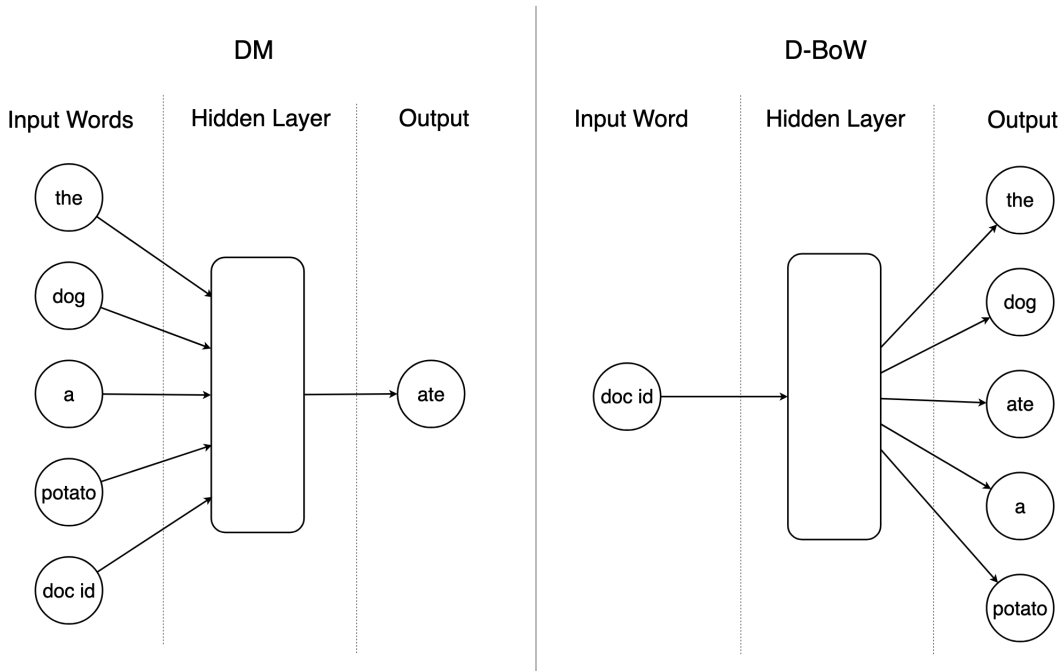 DM
Input Words
Hidden Layer
Output
the
dog
a
potato
doc id
ate
D-BoW
Input Word
Hidden Layer
Output
doc id
the
dog
ate
a
potato